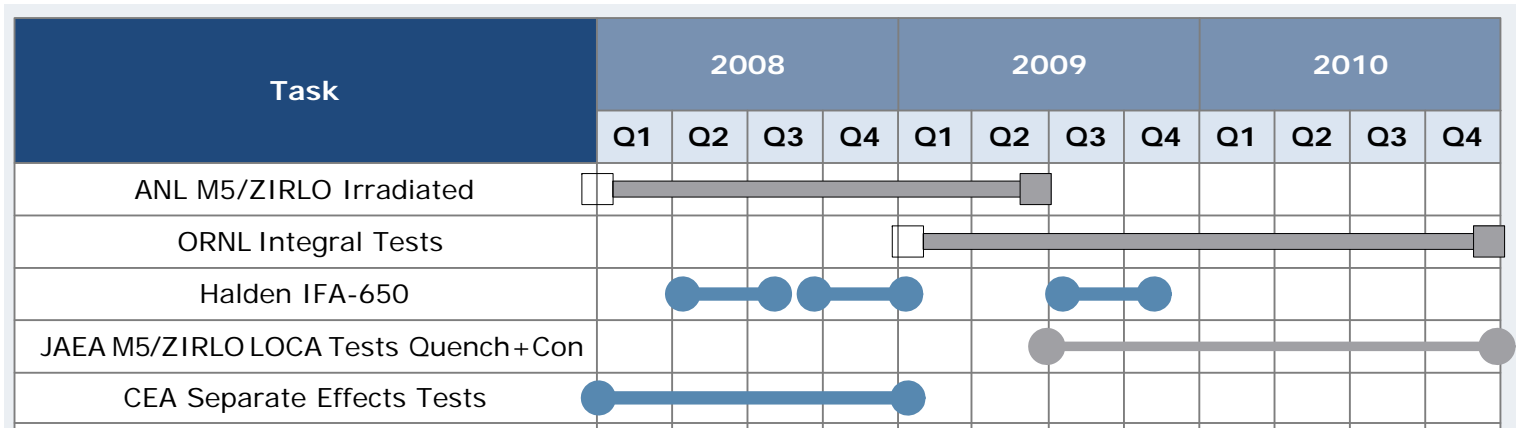 Task
2008 2009 2010
Q1 Q2 Q3 Q4 Q1 Q2 Q3 Q4 Q1 Q2 Q3 Q4
ANL M5/ZIRLO Irradiated
ORNL Integral Tests
Halden IFA-650
JAEA M5/ZIRLO LOCA Tests Quench+Con
CEA Separate Effects Tests